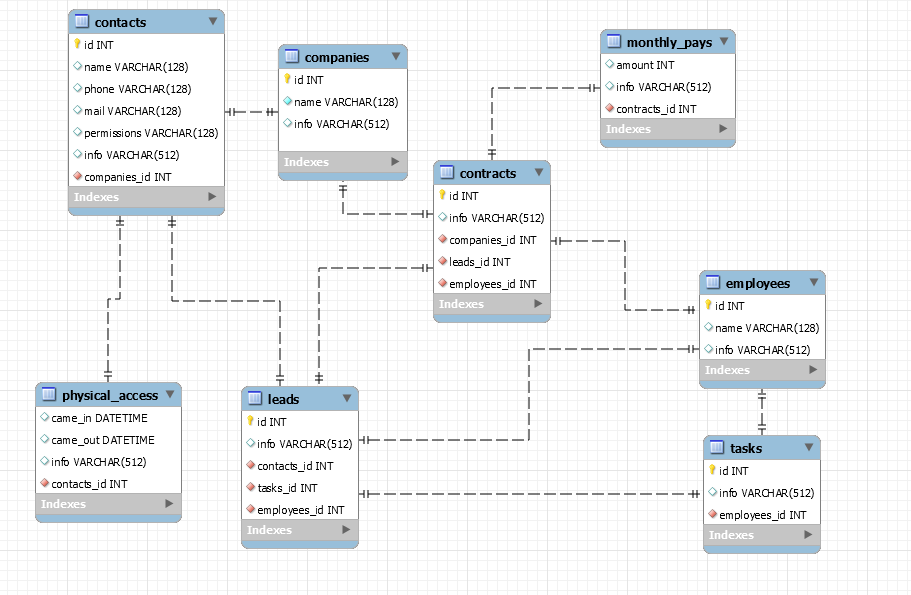 contacts
id INT
name VARCHAR(128)
phone VARCHAR(128)
mail VARCHAR(128)
permissions VARCHAR(128)
info VARCHAR(512)
companies_id INT
Indexes
companies
id INT
name VARCHAR(128)
info VARCHAR(512)
Indexes
monthly_pays
amount INT
info VARCHAR(512)
contracts_id INT
Indexes
contracts
id INT
info VARCHAR(512)
companies_id INT
leads_id INT
employees_id INT
Indexes
employees
id INT
name VARCHAR(128)
info VARCHAR(512)
Indexes
physical_access
came_in DATETIME
came_out DATETIME
info VARCHAR(512)
contacts_id INT
Indexes
leads
id INT
info VARCHAR(512)
contacts_id INT
tasks_id INT
employees_id INT
Indexes
tasks
id INT
info VARCHAR(512)
employees_id INT
Indexes